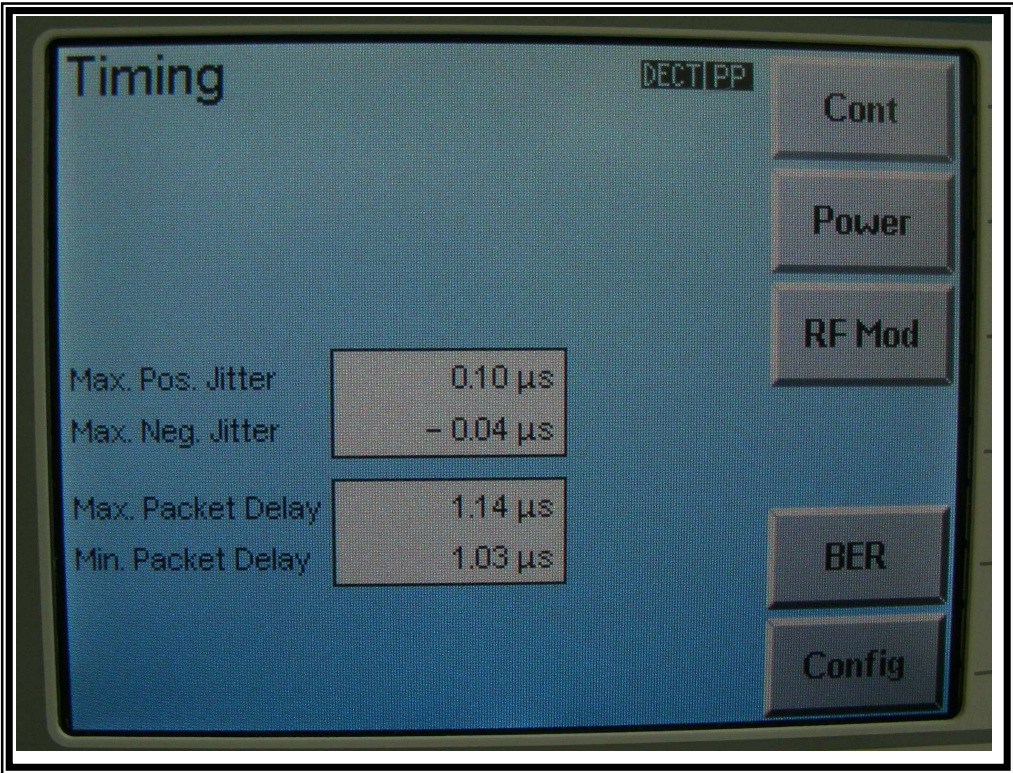 Timing
DECT PP
Cont
Power
RF Mod
Max. Pos. Jitter 0.10 µs
Max. Neg. Jitter – 0.04 µs
Max. Packet Delay 1.14 µs
Min. Packet Delay 1.03 µs
BER
Config